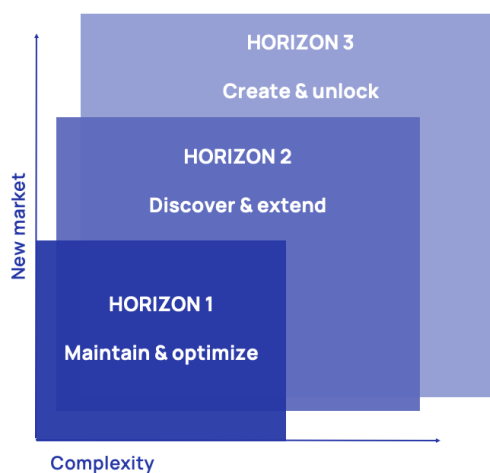 HORIZON 3
Create & unlock
HORIZON 2
Discover & extend
New market
HORIZON 1
Maintain & optimize
Complexity